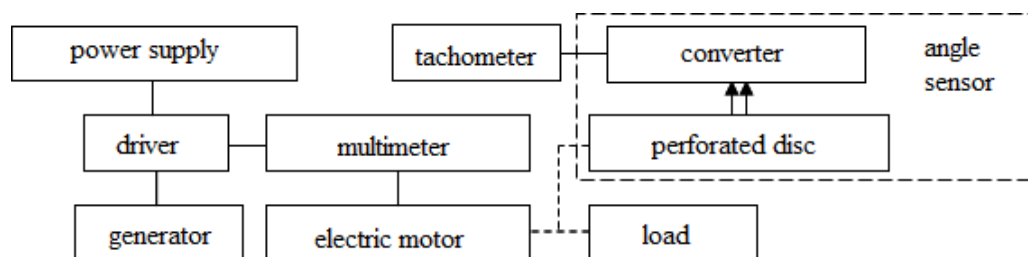 power supply
tachometer
converter
angle
sensor
driver
multimeter
perforated disc
generator
electric motor
load